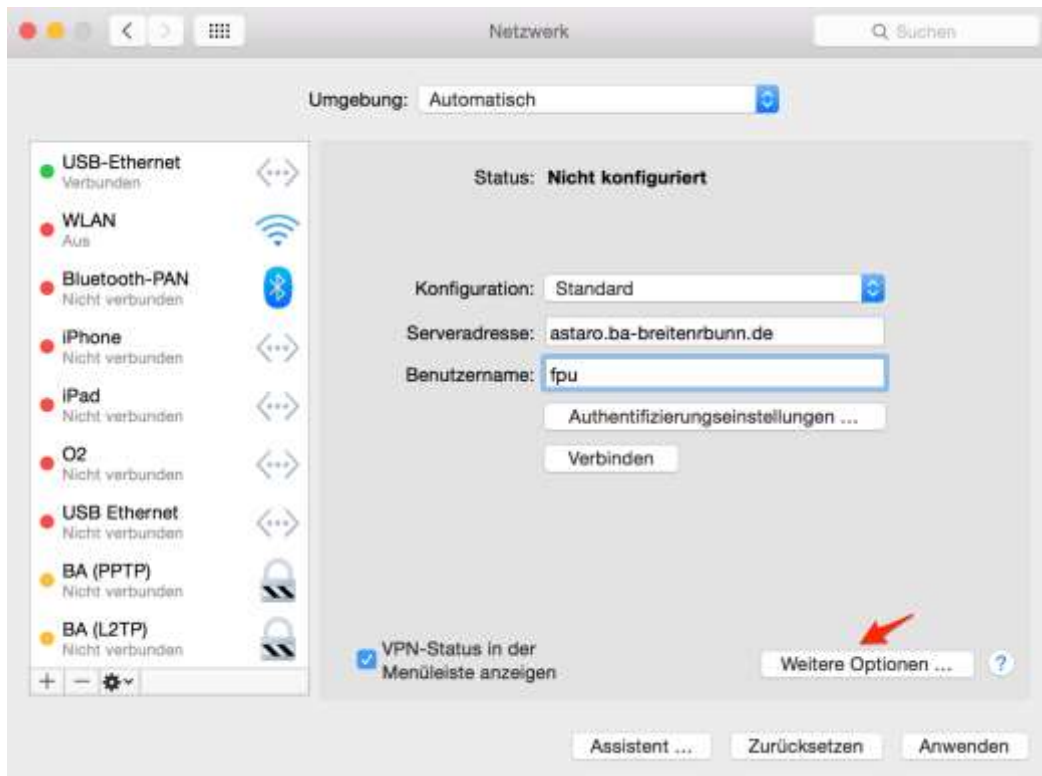 Netzwerk
Suchen
Umgebung: Automatisch
USB-Ethernet
Verbunden
WLAN
Aus
Bluetooth-PAN
Nicht verbunden
iPhone
Nicht verbunden
iPad
Nicht verbunden
O2
Nicht verbunden
USB Ethernet
Nicht verbunden
BA (PPTP)
Nicht verbunden
BA (L2TP)
Nicht verbunden
Status: Nicht konfiguriert
Konfiguration: Standard
Serveradresse: astaro.ba-breitenrbunn.de
Benutzername: fpu
Authentifizierungseinstellungen ...
Verbinden
VPN-Status in der
Menüleiste anzeigen
Weitere Optionen ... ?
Assistent ... Zurücksetzen Anwenden